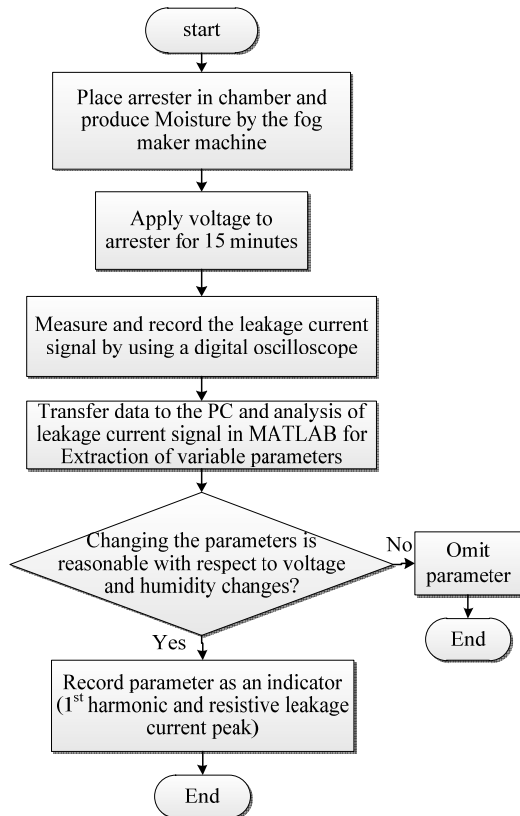 start
Place arrester in chamber and
produce Moisture by the fog
maker machine
Apply voltage to
arrester for 15 minutes
Measure and record the leakage current
signal by using a digital oscilloscope
Transfer data to the PC and analysis of
leakage current signal in MATLAB for
Extraction of variable parameters
Changing the parameters is
reasonable with respect to voltage
and humidity changes?
No
Omit
parameter
End
Yes
Record parameter as an indicator
(1st harmonic and resistive leakage
current peak)
End